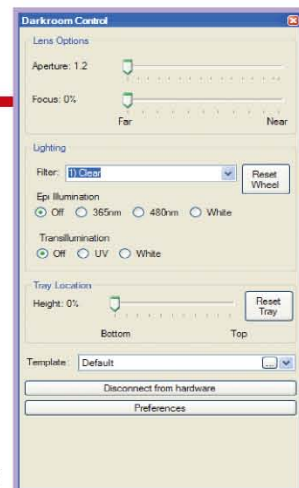 Darkroom Control
Lens Options
Aperture: 1.2
Focus: 0%
Far Near
Lighting
Filter: 1) Clear
Reset Wheel
Epi Illumination
Off 365nm 480nm White
Transillumination
Off UV White
Tray Location
Height: 0%
Reset Tray
Bottom Top
Template: Default ...
Disconnect from hardware
Preferences